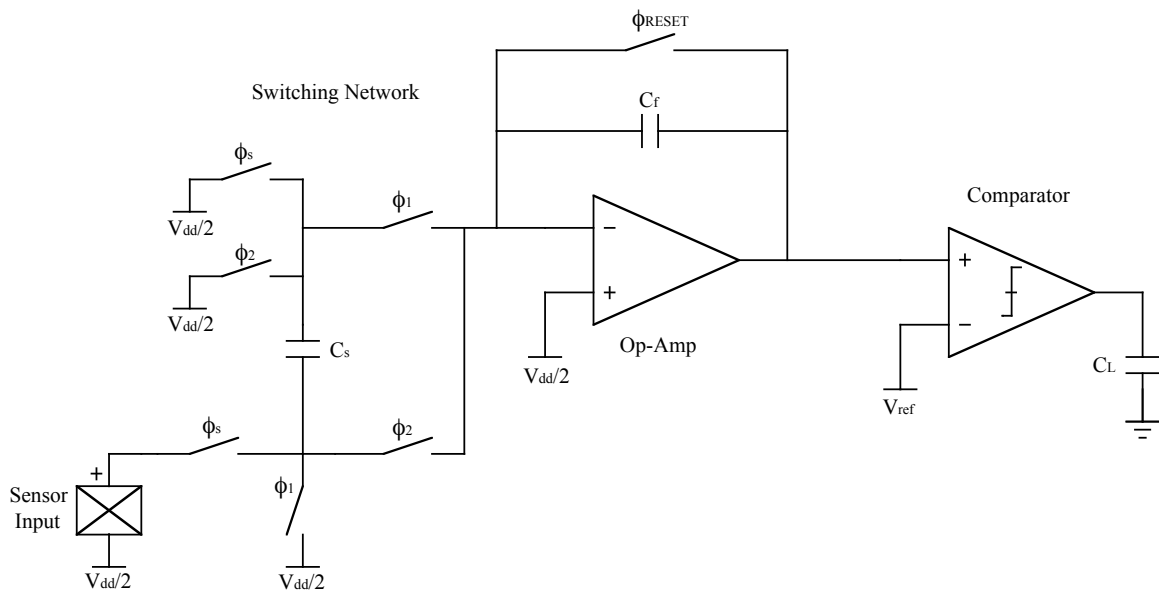 ϕRESET
Switching Network
Cf
ϕs
Vdd/2
ϕ1
Comparator
ϕ2
Vdd/2
−
+
+
−
Op-Amp
Cs
Vdd/2
Vref
CL
ϕs
ϕ2
+
Sensor
Input
ϕ1
Vdd/2
Vdd/2